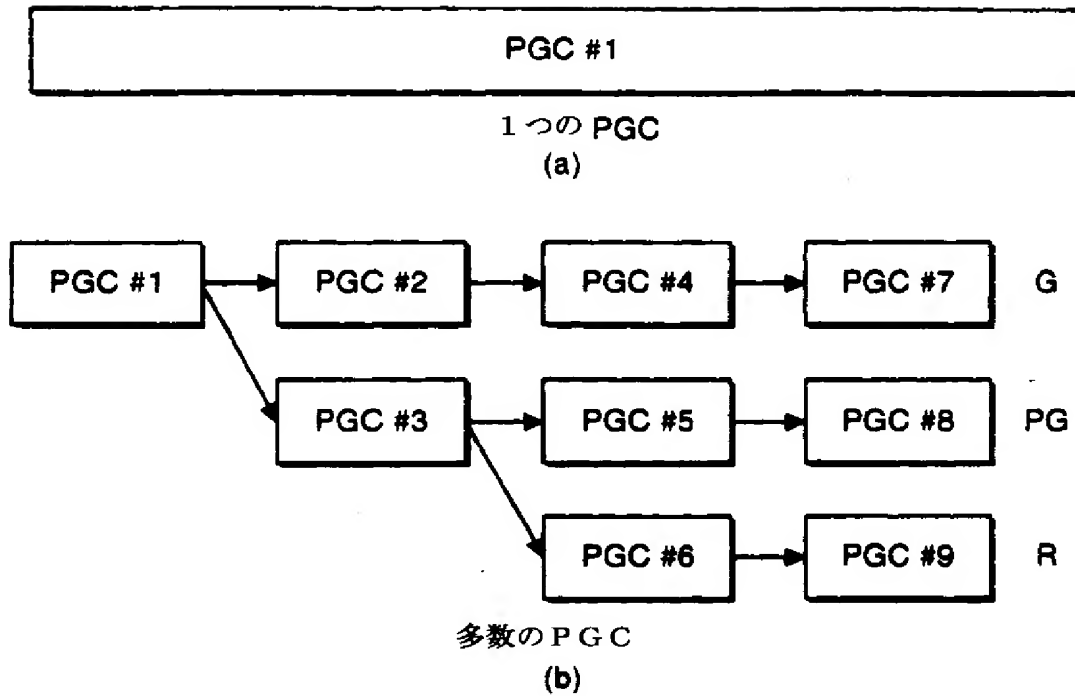 PGC #1
1つの PGC
(a)
PGC #1 PGC #2 PGC #4 PGC #7 G
PGC #3 PGC #5 PGC #8 PG
PGC #6 PGC #9 R
多数のPGC
(b)